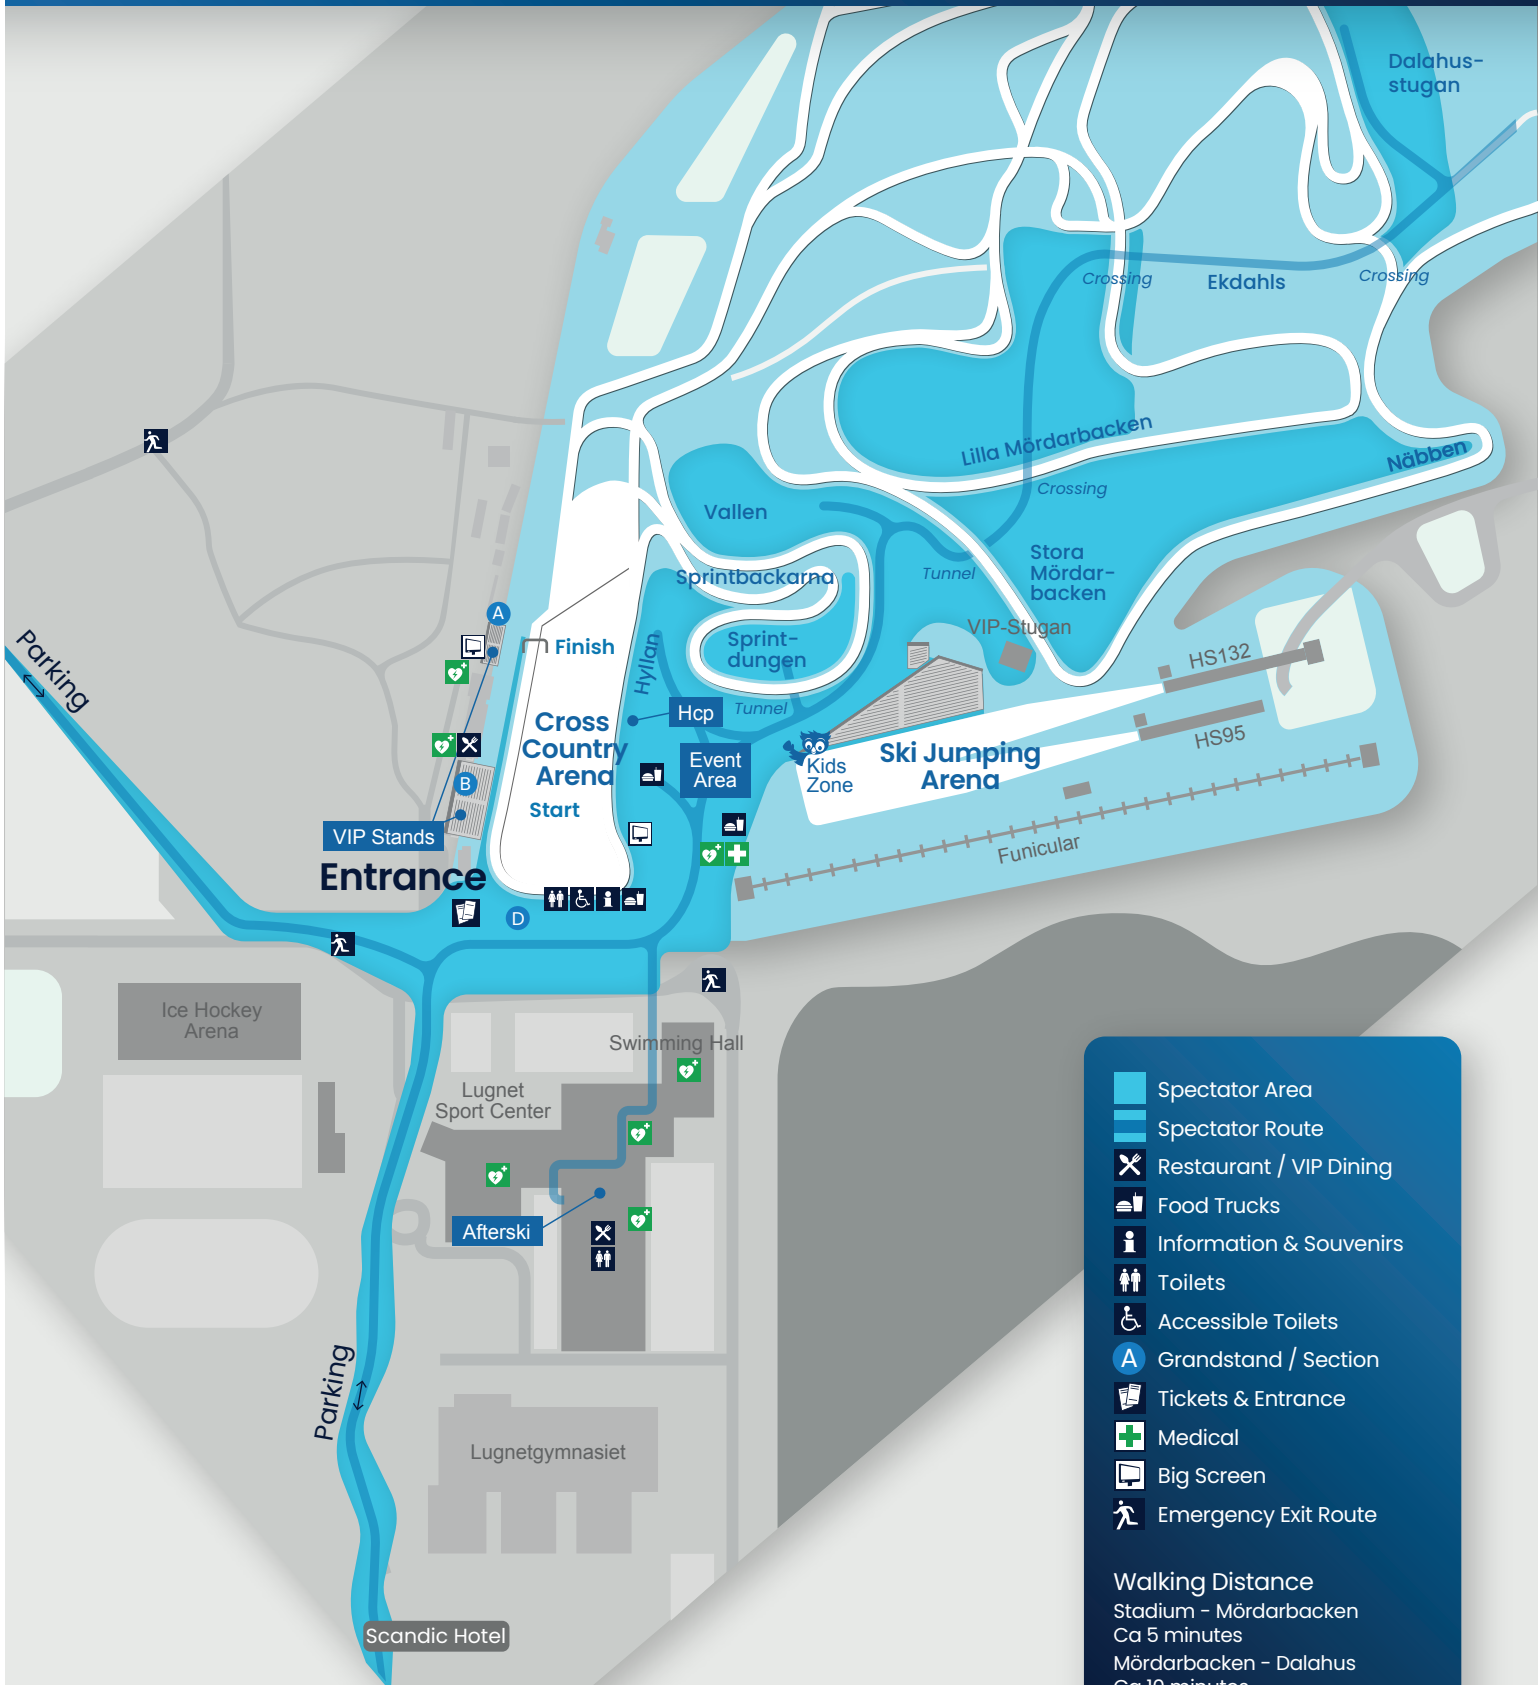 Dalahus-
stugan
Crossing
Ekdahls
Crossing
Lilla Mördarbacken
Näbben
Crossing
Vallen
Stora
Mördar-
backen
Tunnel
Sprintbackarna
A
VIP-Stugan
Parking
Finish
Hyllan
Sprint-
dungen
HS132
Hcp
Tunnel
HS95
Cross
Country
Arena
Event
Area
Kids
Zone
Ski Jumping
Arena
B
Start
VIP Stands
Funicular
Entrance
D
Ice Hockey
Arena
Swimming Hall
Lugnet
Sport Center
Afterski
Parking
Lugnetgymnasiet
Scandic Hotel
Spectator Area
Spectator Route
Restaurant / VIP Dining
Food Trucks
Information & Souvenirs
Toilets
Accessible Toilets
A Grandstand / Section
Tickets & Entrance
Medical
Big Screen
Emergency Exit Route
Walking Distance
Stadium - Mördarbacken
Ca 5 minutes
Mördarbacken - Dalahus
Ca 10 minutes